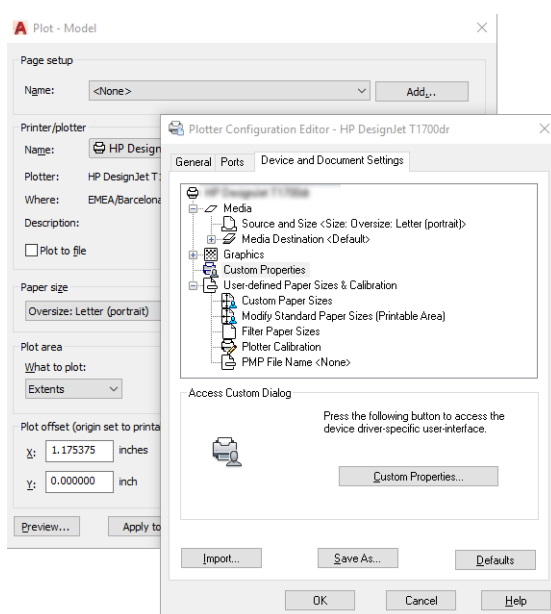 Plot - Model
Page setup
Name:
<None>
Add...
Printer/plotter
Name:
HP Design
Plotter:
HP DesignJet T
Where:
EMEA/Barcelona
Description:
Plot to file
Paper size
Oversize: Letter (portrait)
Plot area
What to plot:
Extents
Plot offset (origin set to printa
X:
1.175375
inches
Y:
0.000000
inch
Preview...
Apply to
Plotter Configuration Editor - HP DesignJet T1700dr
General
Ports
Device and Document Settings
Media
Source and Size <Size: Oversize: Letter (portrait)>
Media Destination <Default>
Graphics
Custom Properties
User-defined Paper Sizes & Calibration
Custom Paper Sizes
Modify Standard Paper Sizes (Printable Area)
Filter Paper Sizes
Plotter Calibration
PMP File Name <None>
Access Custom Dialog
Press the following button to access the
device driver-specific user-interface.
Custom Properties...
Import...
Save As...
Defaults
OK
Cancel
Help